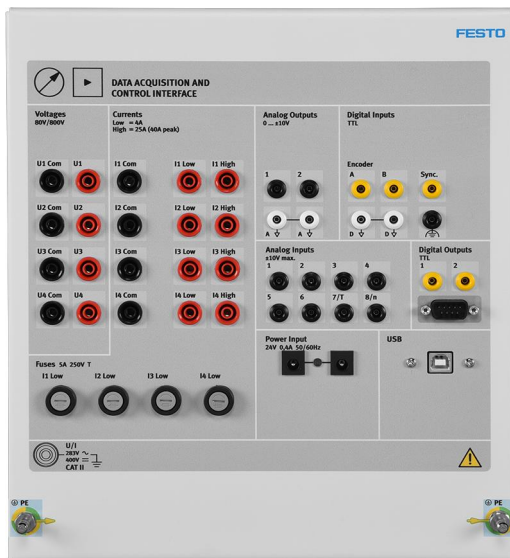 FESTO
DATA ACQUISITION AND
CONTROL INTERFACE
Voltages
80V/800V
U1 Com U1
U2 Com U2
U3 Com U3
U4 Com U4
Currents
Low = 4A
High = 25A (40A peak)
I1 Com I1 Low I1 High
I2 Com I2 Low I2 High
I3 Com I3 Low I3 High
I4 Com I4 Low I4 High
Analog Outputs
0 ... ±10V
1 2
A A
Digital Inputs
TTL
Encoder
A B Sync.
D D
Analog Inputs
±10V max.
1 2 3 4
5 6 7/T 8/n
Digital Outputs
TTL
1 2
Fuses 5A 250V T
I1 Low I2 Low I3 Low I4 Low
Power Input
24V 0,4A 50/60Hz
USB
U/I
283V ~
400V ⎓
CAT II
PE
PE